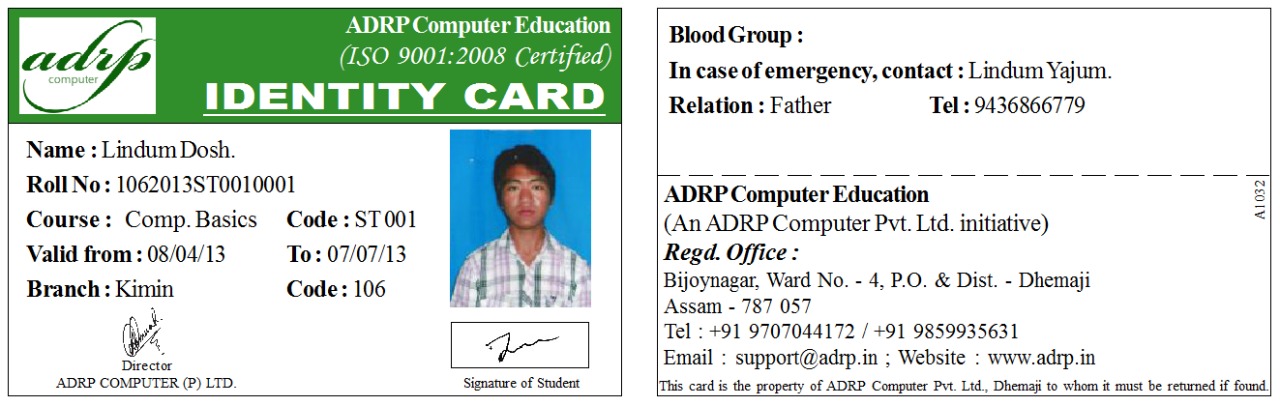 adrp
computer
ADRP Computer Education
(ISO 9001:2008 Certified)
IDENTITY CARD
Name : Lindum Dosh.
Roll No : 1062013ST0010001
Course : Comp. Basics Code : ST 001
Valid from : 08/04/13 To : 07/07/13
Branch : Kimin Code : 106
Director
ADRP COMPUTER (P) LTD.
Signature of Student
Blood Group :
In case of emergency, contact : Lindum Yajum.
Relation : Father Tel : 9436866779
A1032
ADRP Computer Education
(An ADRP Computer Pvt. Ltd. initiative)
Regd. Office :
Bijoynagar, Ward No. - 4, P.O. & Dist. - Dhemaji
Assam - 787 057
Tel : +91 9707044172 / +91 9859935631
Email : support@adrp.in ; Website : www.adrp.in
This card is the property of ADRP Computer Pvt. Ltd., Dhemaji to whom it must be returned if found.